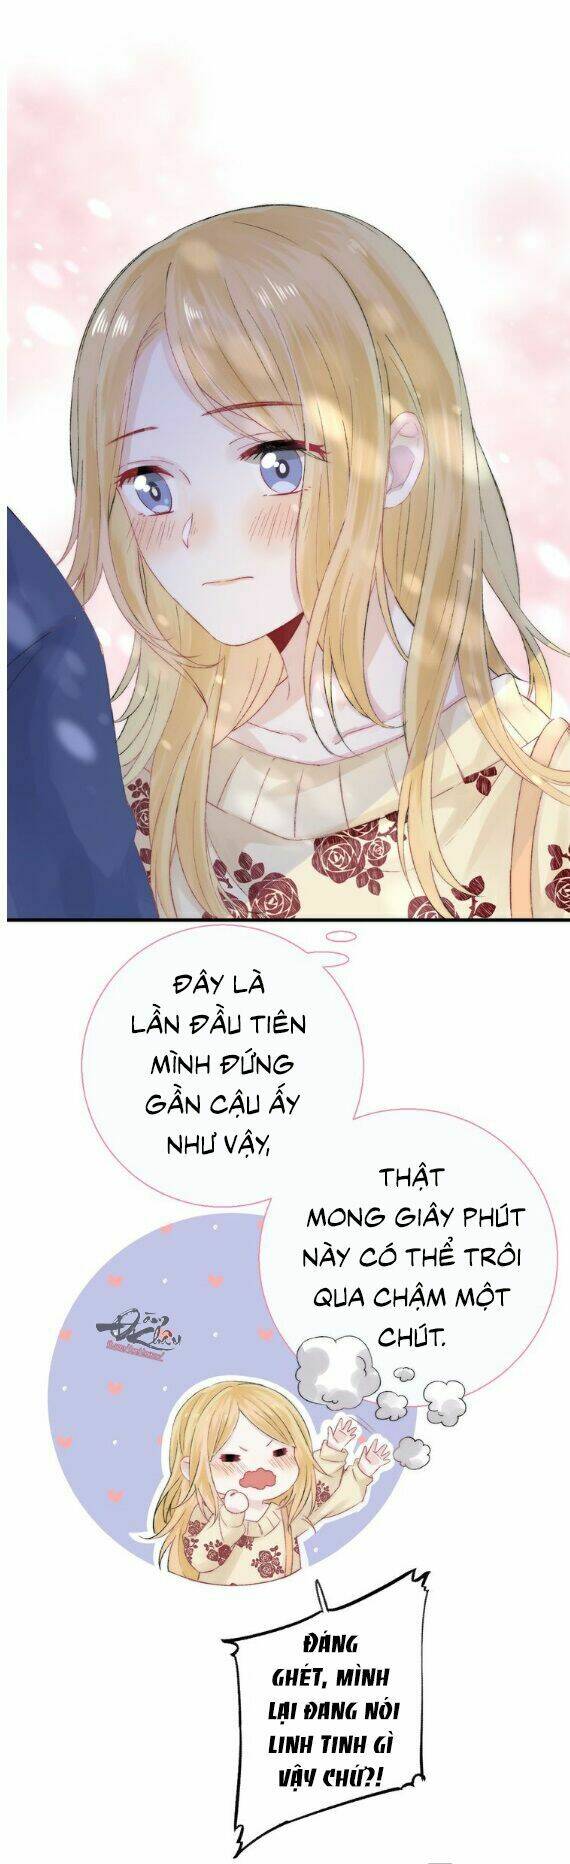 ĐÂY LÀ
LẦN ĐẦU TIÊN
MÌNH ĐỨNG
GẦN CẬU ẤY
NHƯ VẬY,
THẬT
MONG GIÂY PHÚT
NÀY CÓ THỂ TRÔI
QUA CHẬM MỘT
CHÚT.
ĐÁNG
GHÉT, MÌNH
LẠI ĐANG NÓI
LINH TINH GÌ
VẬY CHỨ?!